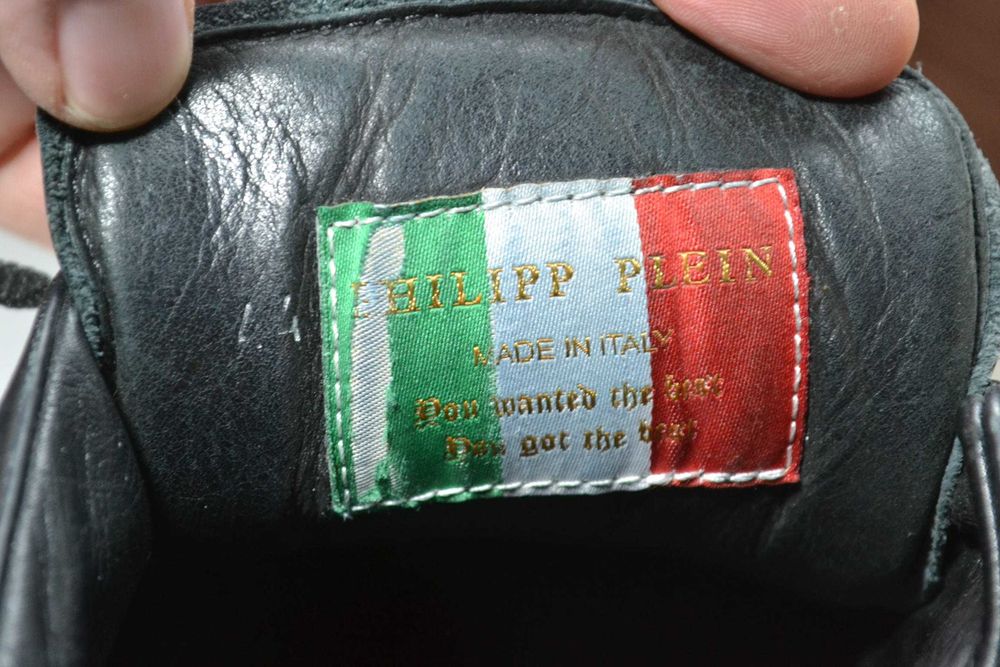 PHILIPP PLEIN
MADE IN ITALY
You wanted the best
You got the best